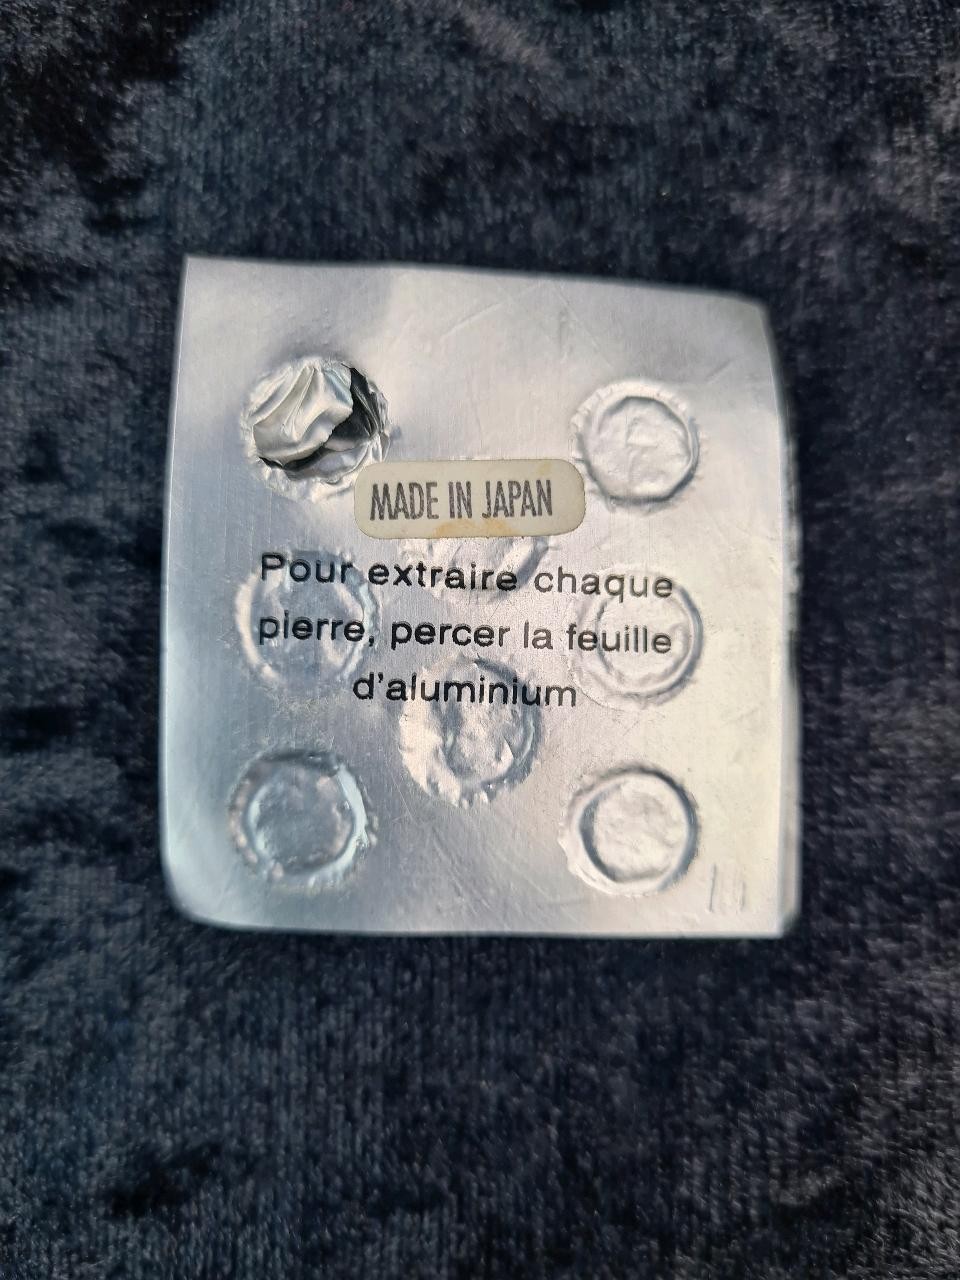 MADE IN JAPAN
Pour extraire chaque
pierre, percer la feuille
d'aluminium